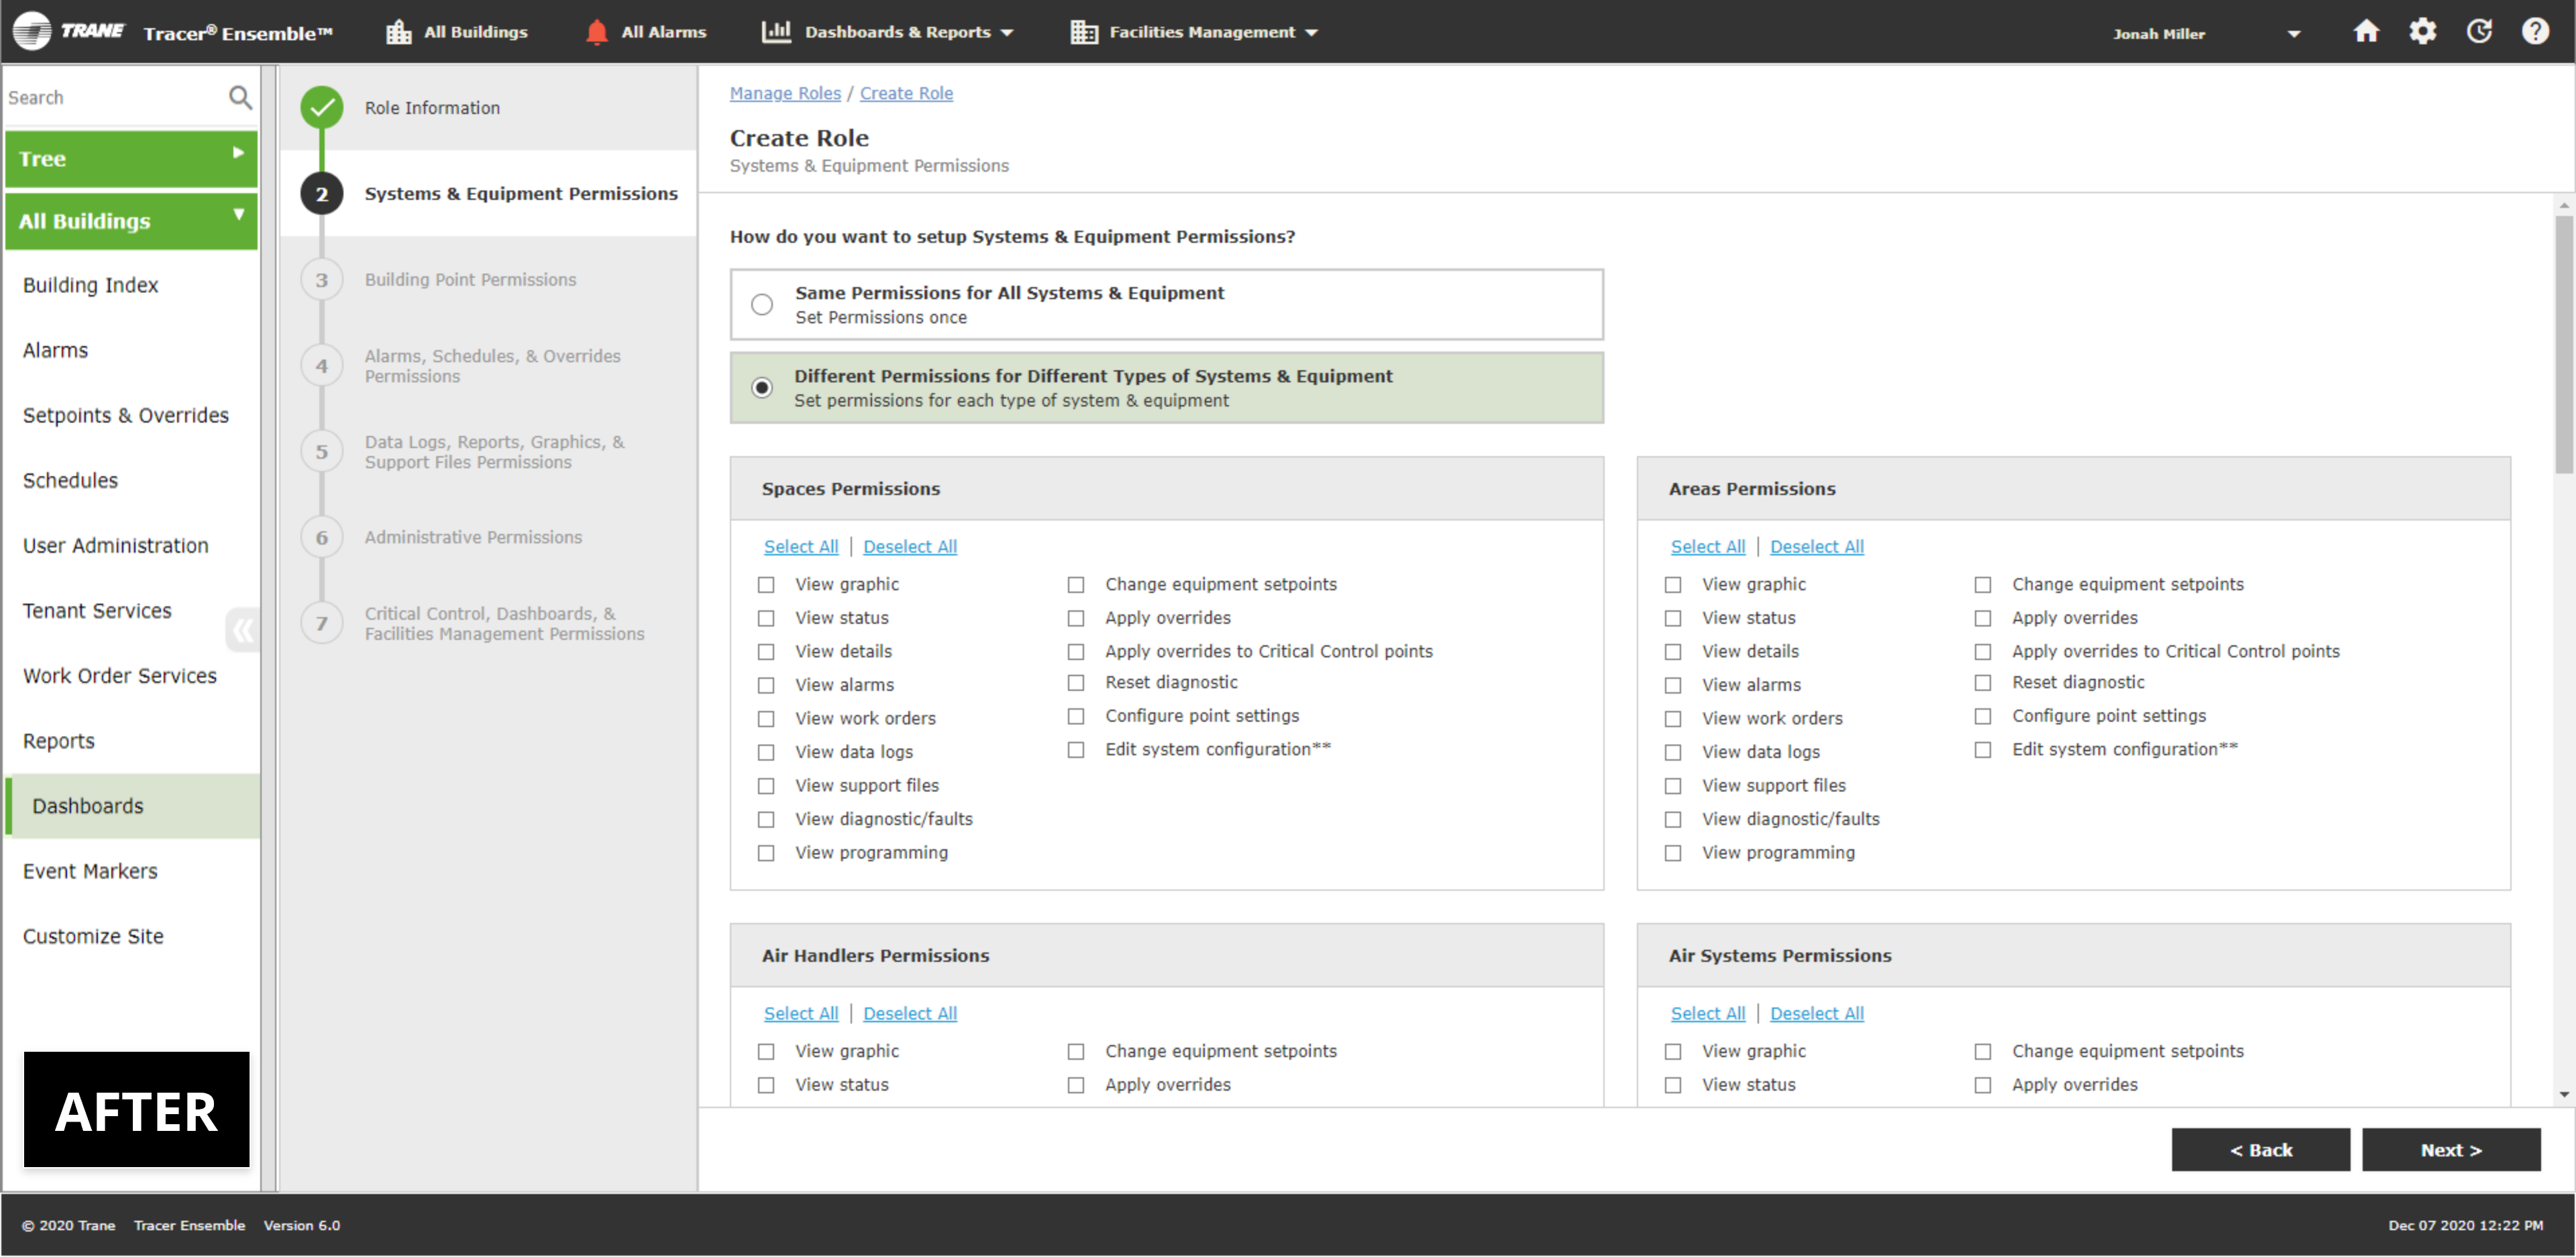 TRANE Tracer® Ensemble™ All Buildings All Alarms Dashboards & Reports Facilities Management Jonah Miller ?
Search
Tree
All Buildings
Building Index
Alarms
Setpoints & Overrides
Schedules
User Administration
Tenant Services
Work Order Services
Reports
Dashboards
Event Markers
Customize Site
AFTER
Role Information
2 Systems & Equipment Permissions
3 Building Point Permissions
4 Alarms, Schedules, & Overrides
Permissions
5 Data Logs, Reports, Graphics, &
Support Files Permissions
6 Administrative Permissions
7 Critical Control, Dashboards, &
Facilities Management Permissions
Manage Roles / Create Role
Create Role
Systems & Equipment Permissions
How do you want to setup Systems & Equipment Permissions?
Same Permissions for All Systems & Equipment
Set Permissions once
Different Permissions for Different Types of Systems & Equipment
Set permissions for each type of system & equipment
Spaces Permissions
Select All | Deselect All
View graphic
View status
View details
View alarms
View work orders
View data logs
View support files
View diagnostic/faults
View programming
Change equipment setpoints
Apply overrides
Apply overrides to Critical Control points
Reset diagnostic
Configure point settings
Edit system configuration**
Areas Permissions
Select All | Deselect All
View graphic
View status
View details
View alarms
View work orders
View data logs
View support files
View diagnostic/faults
View programming
Change equipment setpoints
Apply overrides
Apply overrides to Critical Control points
Reset diagnostic
Configure point settings
Edit system configuration**
Air Handlers Permissions
Select All | Deselect All
View graphic
View status
Change equipment setpoints
Apply overrides
Air Systems Permissions
Select All | Deselect All
View graphic
View status
Change equipment setpoints
Apply overrides
< Back
Next >
© 2020 Trane Tracer Ensemble Version 6.0
Dec 07 2020 12:22 PM